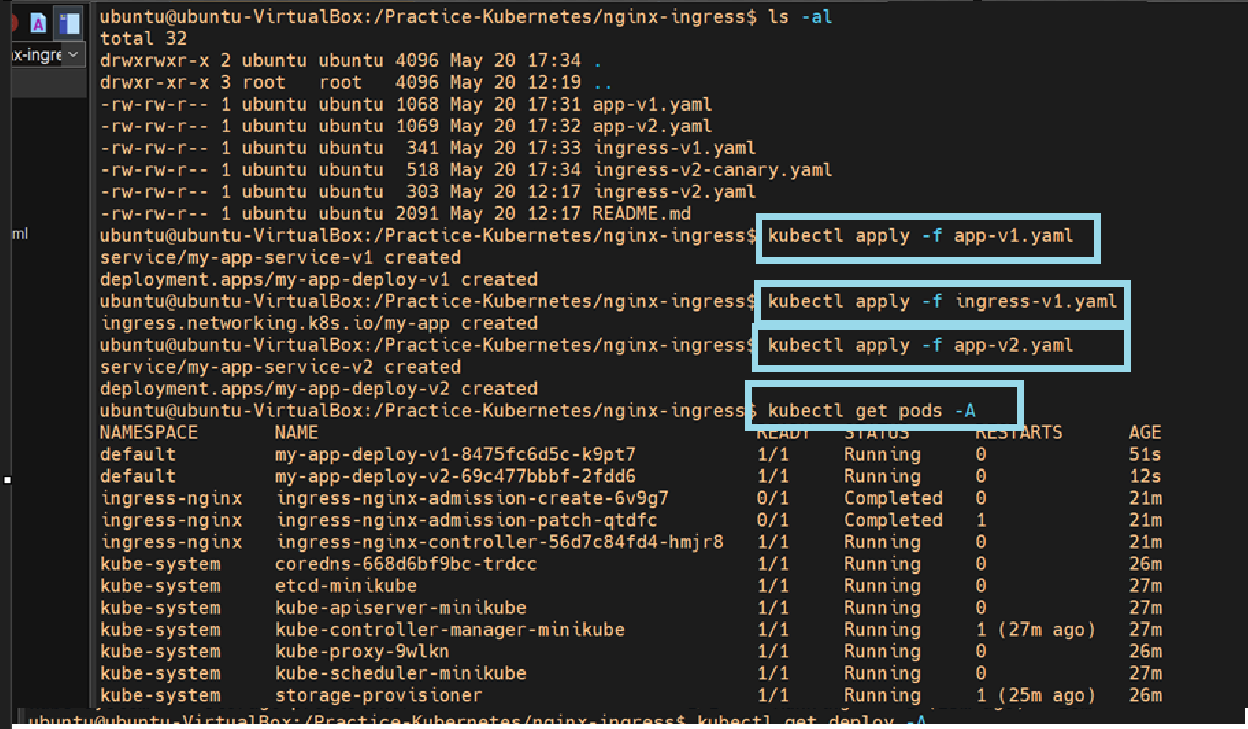 ubuntu@ubuntu-VirtualBox:/Practice-Kubernetes/nginx-ingress$ ls -al
total 32
drwxrwxr-x 2 ubuntu ubuntu 4096 May 20 17:34 .
drwxr-xr-x 3 root   root   4096 May 20 12:19 ..
-rw-rw-r-- 1 ubuntu ubuntu 1068 May 20 17:31 app-v1.yaml
-rw-rw-r-- 1 ubuntu ubuntu 1069 May 20 17:32 app-v2.yaml
-rw-rw-r-- 1 ubuntu ubuntu  341 May 20 17:33 ingress-v1.yaml
-rw-rw-r-- 1 ubuntu ubuntu  518 May 20 17:34 ingress-v2-canary.yaml
-rw-rw-r-- 1 ubuntu ubuntu  303 May 20 12:17 ingress-v2.yaml
-rw-rw-r-- 1 ubuntu ubuntu 2091 May 20 12:17 README.md
ubuntu@ubuntu-VirtualBox:/Practice-Kubernetes/nginx-ingress$ kubectl apply -f app-v1.yaml
service/my-app-service-v1 created
deployment.apps/my-app-deploy-v1 created
ubuntu@ubuntu-VirtualBox:/Practice-Kubernetes/nginx-ingress$ kubectl apply -f ingress-v1.yaml
ingress.networking.k8s.io/my-app created
ubuntu@ubuntu-VirtualBox:/Practice-Kubernetes/nginx-ingress$ kubectl apply -f app-v2.yaml
service/my-app-service-v2 created
deployment.apps/my-app-deploy-v2 created
ubuntu@ubuntu-VirtualBox:/Practice-Kubernetes/nginx-ingress$ kubectl get pods -A
NAMESPACE       NAME                                        READY   STATUS      RESTARTS      AGE
default         my-app-deploy-v1-8475fc6d5c-k9pt7           1/1     Running     0             51s
default         my-app-deploy-v2-69c477bbbf-2fdd6           1/1     Running     0             12s
ingress-nginx   ingress-nginx-admission-create-6v9g7        0/1     Completed   0             21m
ingress-nginx   ingress-nginx-admission-patch-qtdfc         0/1     Completed   1             21m
ingress-nginx   ingress-nginx-controller-56d7c84fd4-hmjr8   1/1     Running     0             21m
kube-system     coredns-668d6bf9bc-trdcc                    1/1     Running     0             26m
kube-system     etcd-minikube                               1/1     Running     0             27m
kube-system     kube-apiserver-minikube                     1/1     Running     0             27m
kube-system     kube-controller-manager-minikube            1/1     Running     1 (27m ago)   27m
kube-system     kube-proxy-9wlkn                            1/1     Running     0             26m
kube-system     kube-scheduler-minikube                     1/1     Running     0             27m
kube-system     storage-provisioner                         1/1     Running     1 (25m ago)   26m
ubuntu@ubuntu-VirtualBox:/Practice-Kubernetes/nginx-ingress$ kubectl get deploy -A
A
x-ingre
ml